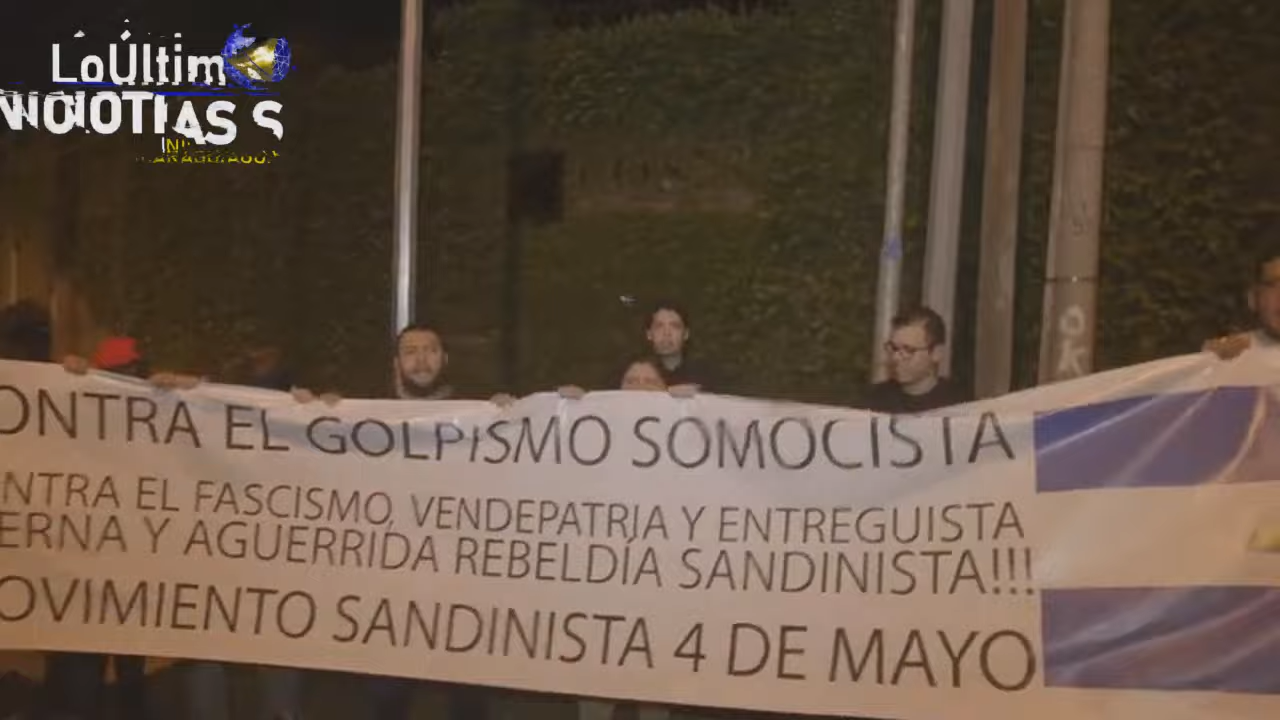 LoÚltim
ONTRA EL GOLPISMO SOMOCISTA
NTRA EL FASCISMO, VENDEPATRIA Y ENTREGUISTA
ERNA Y AGUERRIDA REBELDÍA SANDINISTA!!!
OVIMIENTO SANDINISTA 4 DE MAYO
OK